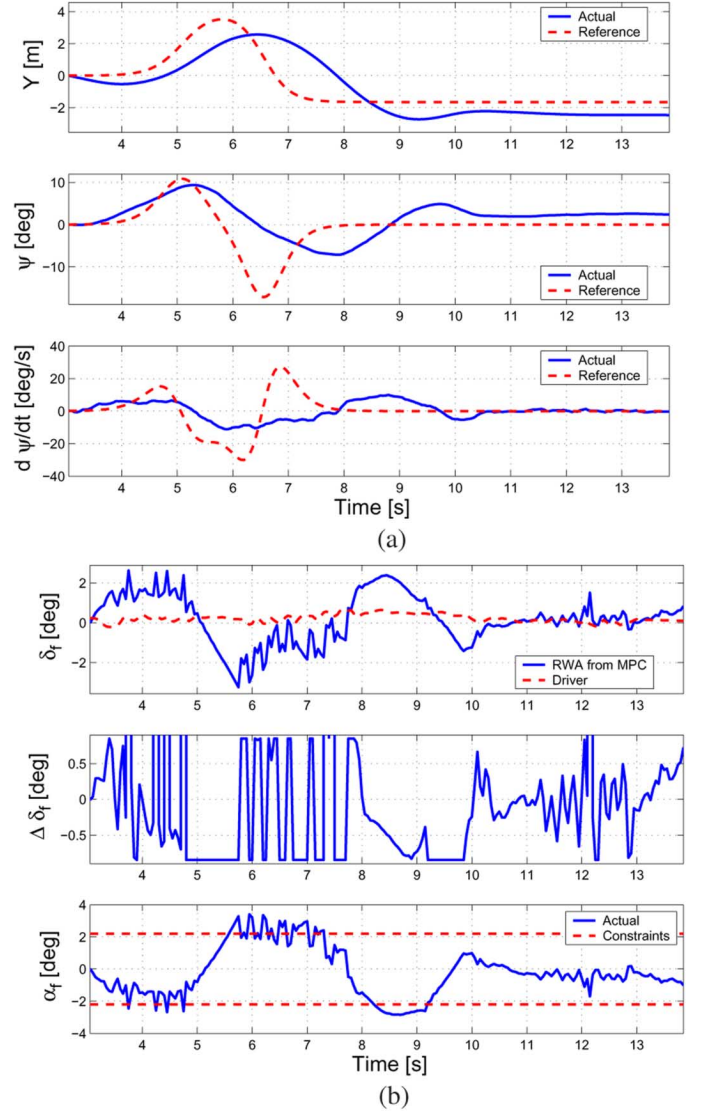 Y [m]
4
2
0
−2
Actual
Reference
4 5 6 7 8 9 10 11 12 13
ψ [deg]
10
0
−10
Actual
Reference
4 5 6 7 8 9 10 11 12 13
d ψ/dt [deg/s]
40
20
0
−20
−40
Actual
Reference
4 5 6 7 8 9 10 11 12 13
Time [s]
(a)
δf [deg]
2
0
−2
RWA from MPC
Driver
4 5 6 7 8 9 10 11 12 13
Δ δf [deg]
0.5
0
−0.5
4 5 6 7 8 9 10 11 12 13
αf [deg]
4
2
0
−2
−4
Actual
Constraints
4 5 6 7 8 9 10 11 12 13
Time [s]
(b)